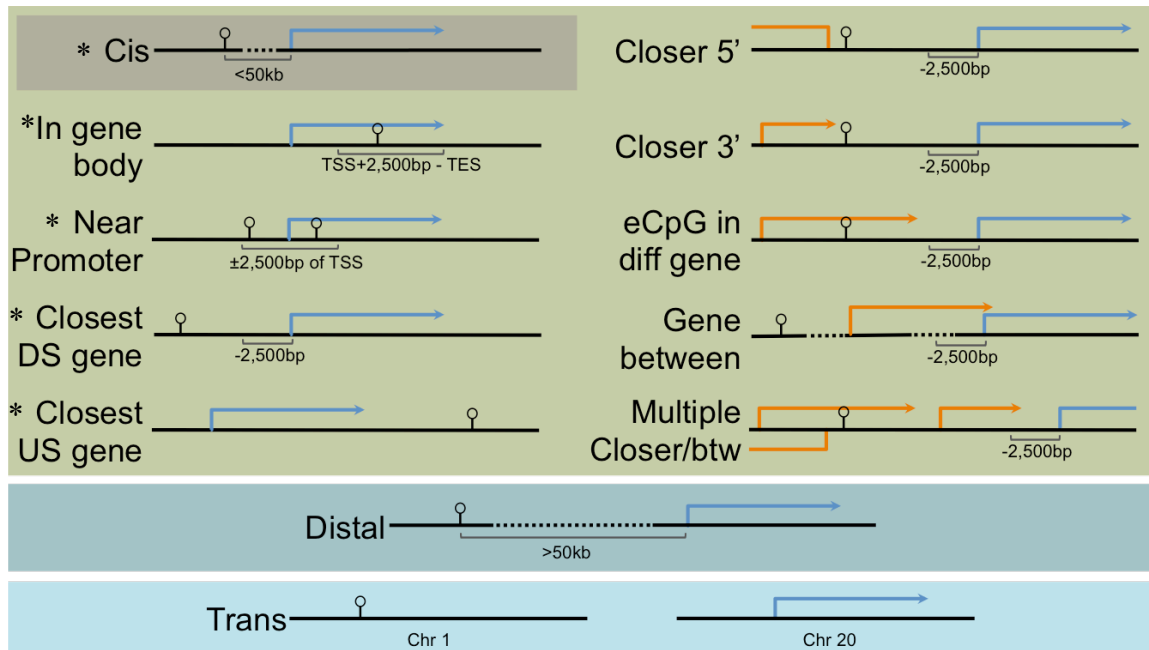 * Cis
<50kb
*In gene
body
TSS+2,500bp - TES
* Near
Promoter
±2,500bp of TSS
* Closest
DS gene
-2,500bp
* Closest
US gene
Closer 5’
-2,500bp
Closer 3’
-2,500bp
eCpG in
diff gene
-2,500bp
Gene
between
-2,500bp
Multiple
Closer/btw
-2,500bp
Distal
>50kb
Trans
Chr 1
Chr 20